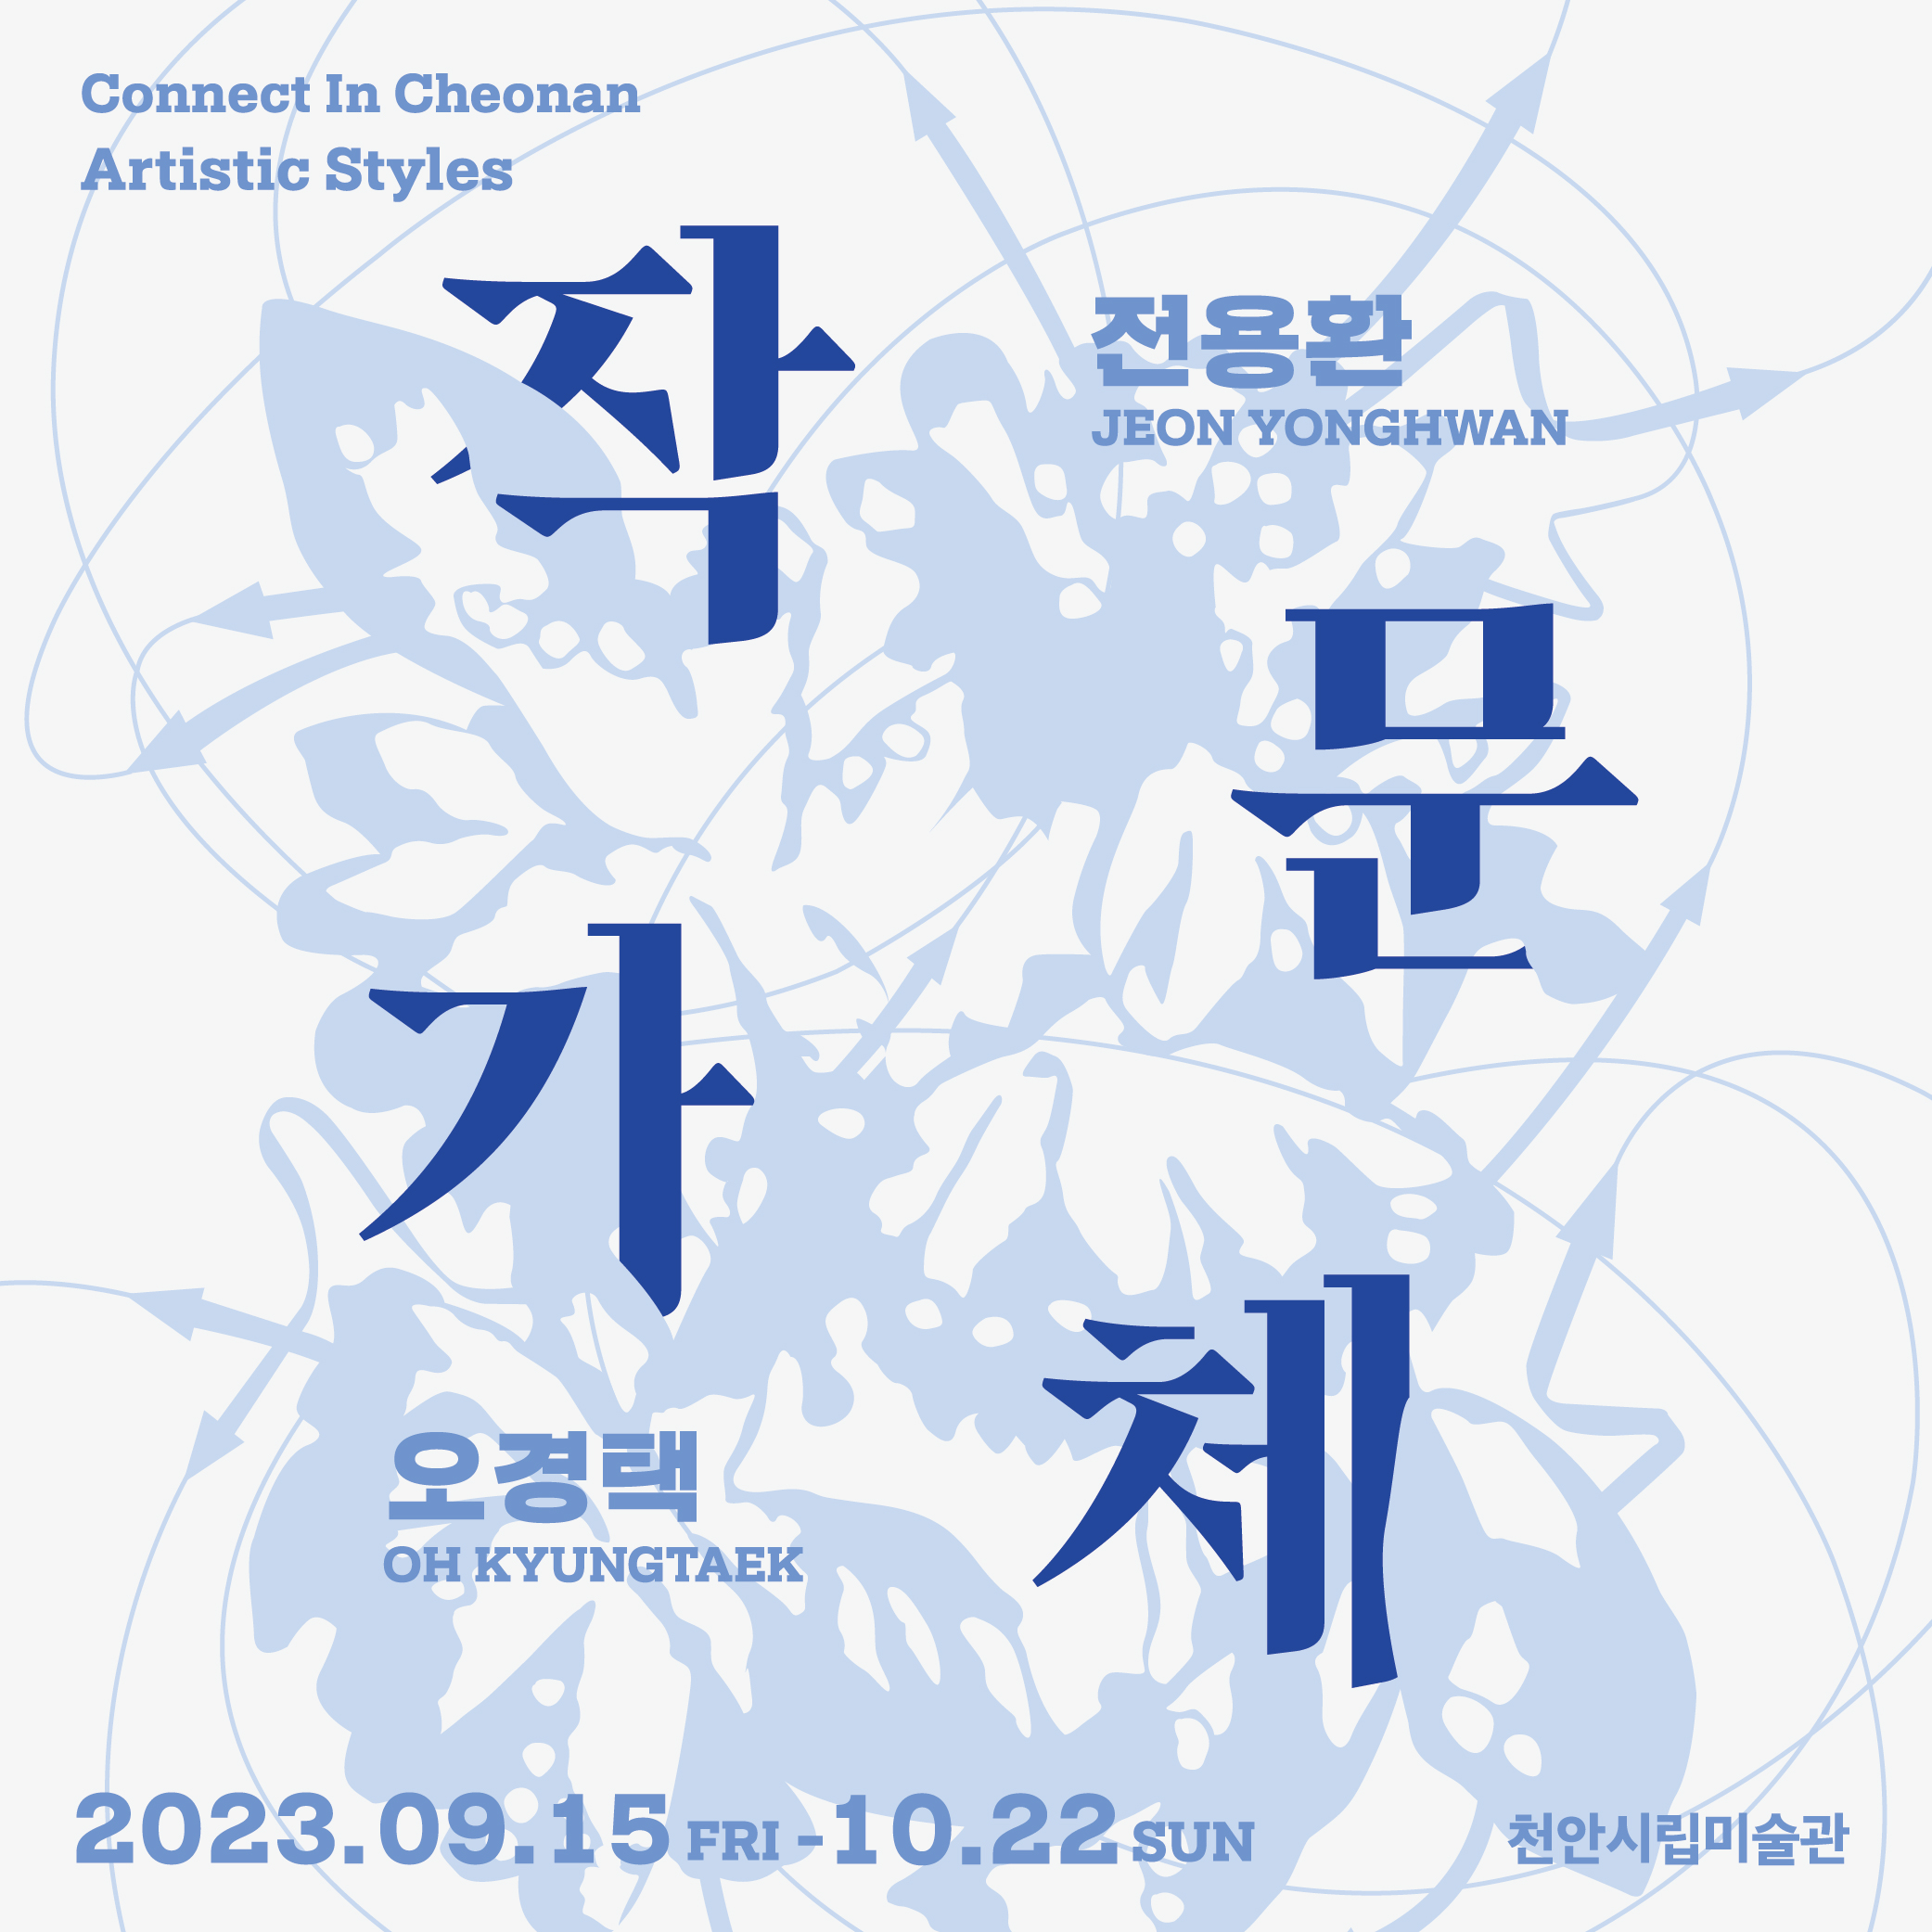 Connect In Cheonan
Artistic Styles
작
전용환
JEON YONGHWAN
문
가
체
오경택
OH KYUNGTAEK
2023.09.15 FRI - 10.22 SUN
천안시립미술관